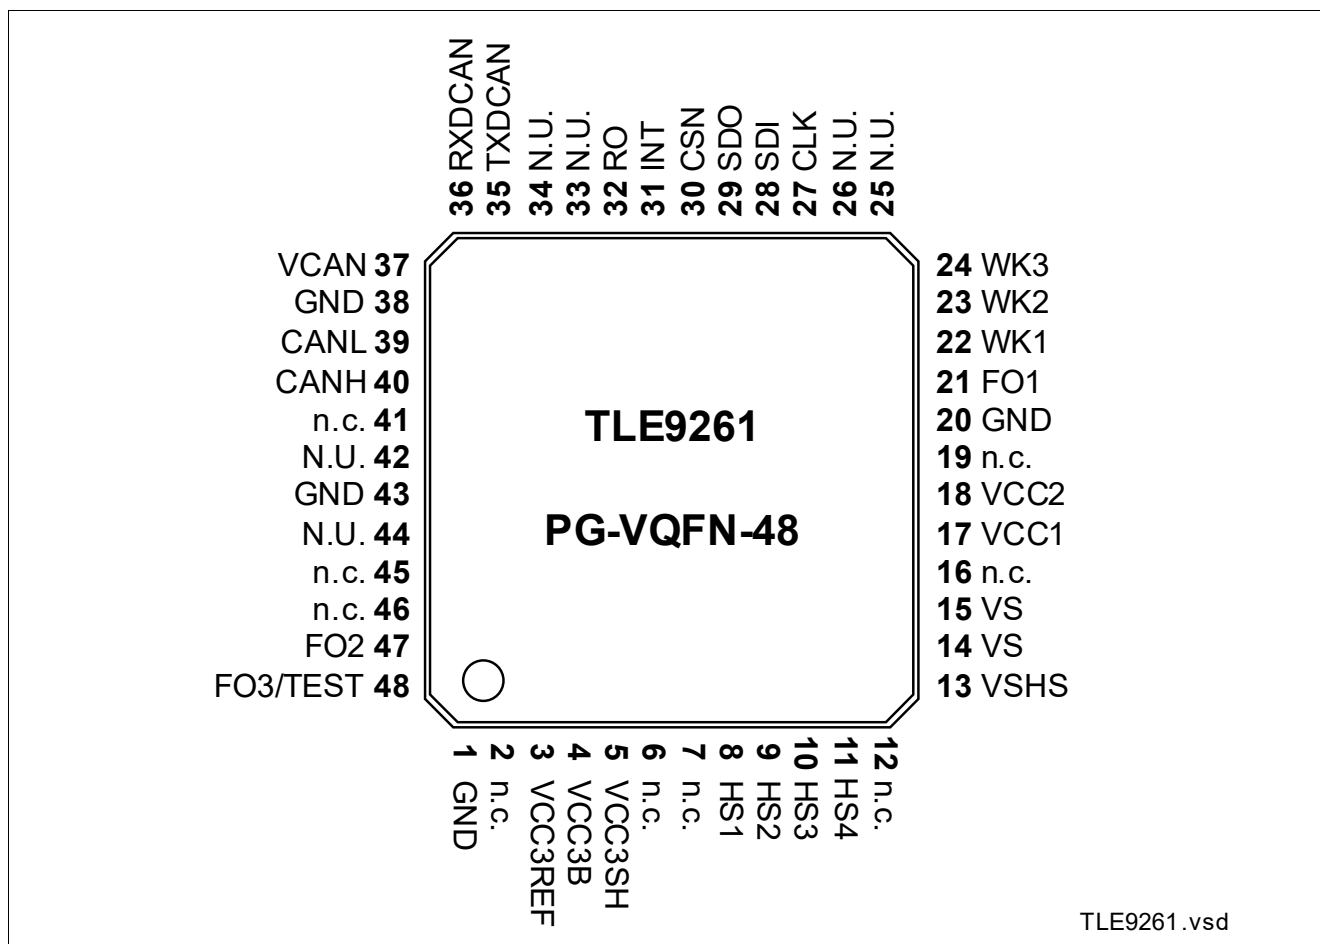 36 RXDCAN
35 TXDCAN
34 N.U.
33 N.U.
32 RO
31 INT
30 CSN
29 SDO
28 SDI
27 CLK
26 N.U.
25 N.U.
VCAN 37
GND 38
CANL 39
CANH 40
n.c. 41
N.U. 42
GND 43
N.U. 44
n.c. 45
n.c. 46
FO2 47
FO3/TEST 48
TLE9261
PG-VQFN-48
24 WK3
23 WK2
22 WK1
21 FO1
20 GND
19 n.c.
18 VCC2
17 VCC1
16 n.c.
15 VS
14 VS
13 VSHS
1 GND
2 n.c.
3 VCC3REF
4 VCC3B
5 VCC3SH
6 n.c.
7 n.c.
8 HS1
9 HS2
10 HS3
11 HS4
12 n.c.
TLE9261.vsd